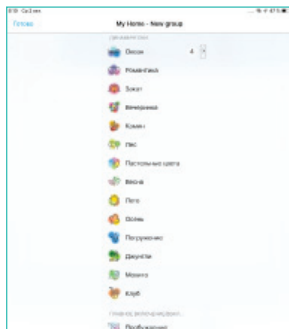 Готово
My Home - New group
Океан 4
Романтика
Закат
Вечеринка
Камин
Лес
Пастельные цвета
Весна
Лето
Осень
Погружение
Джунгли
Мохито
Клуб
Пробуждение